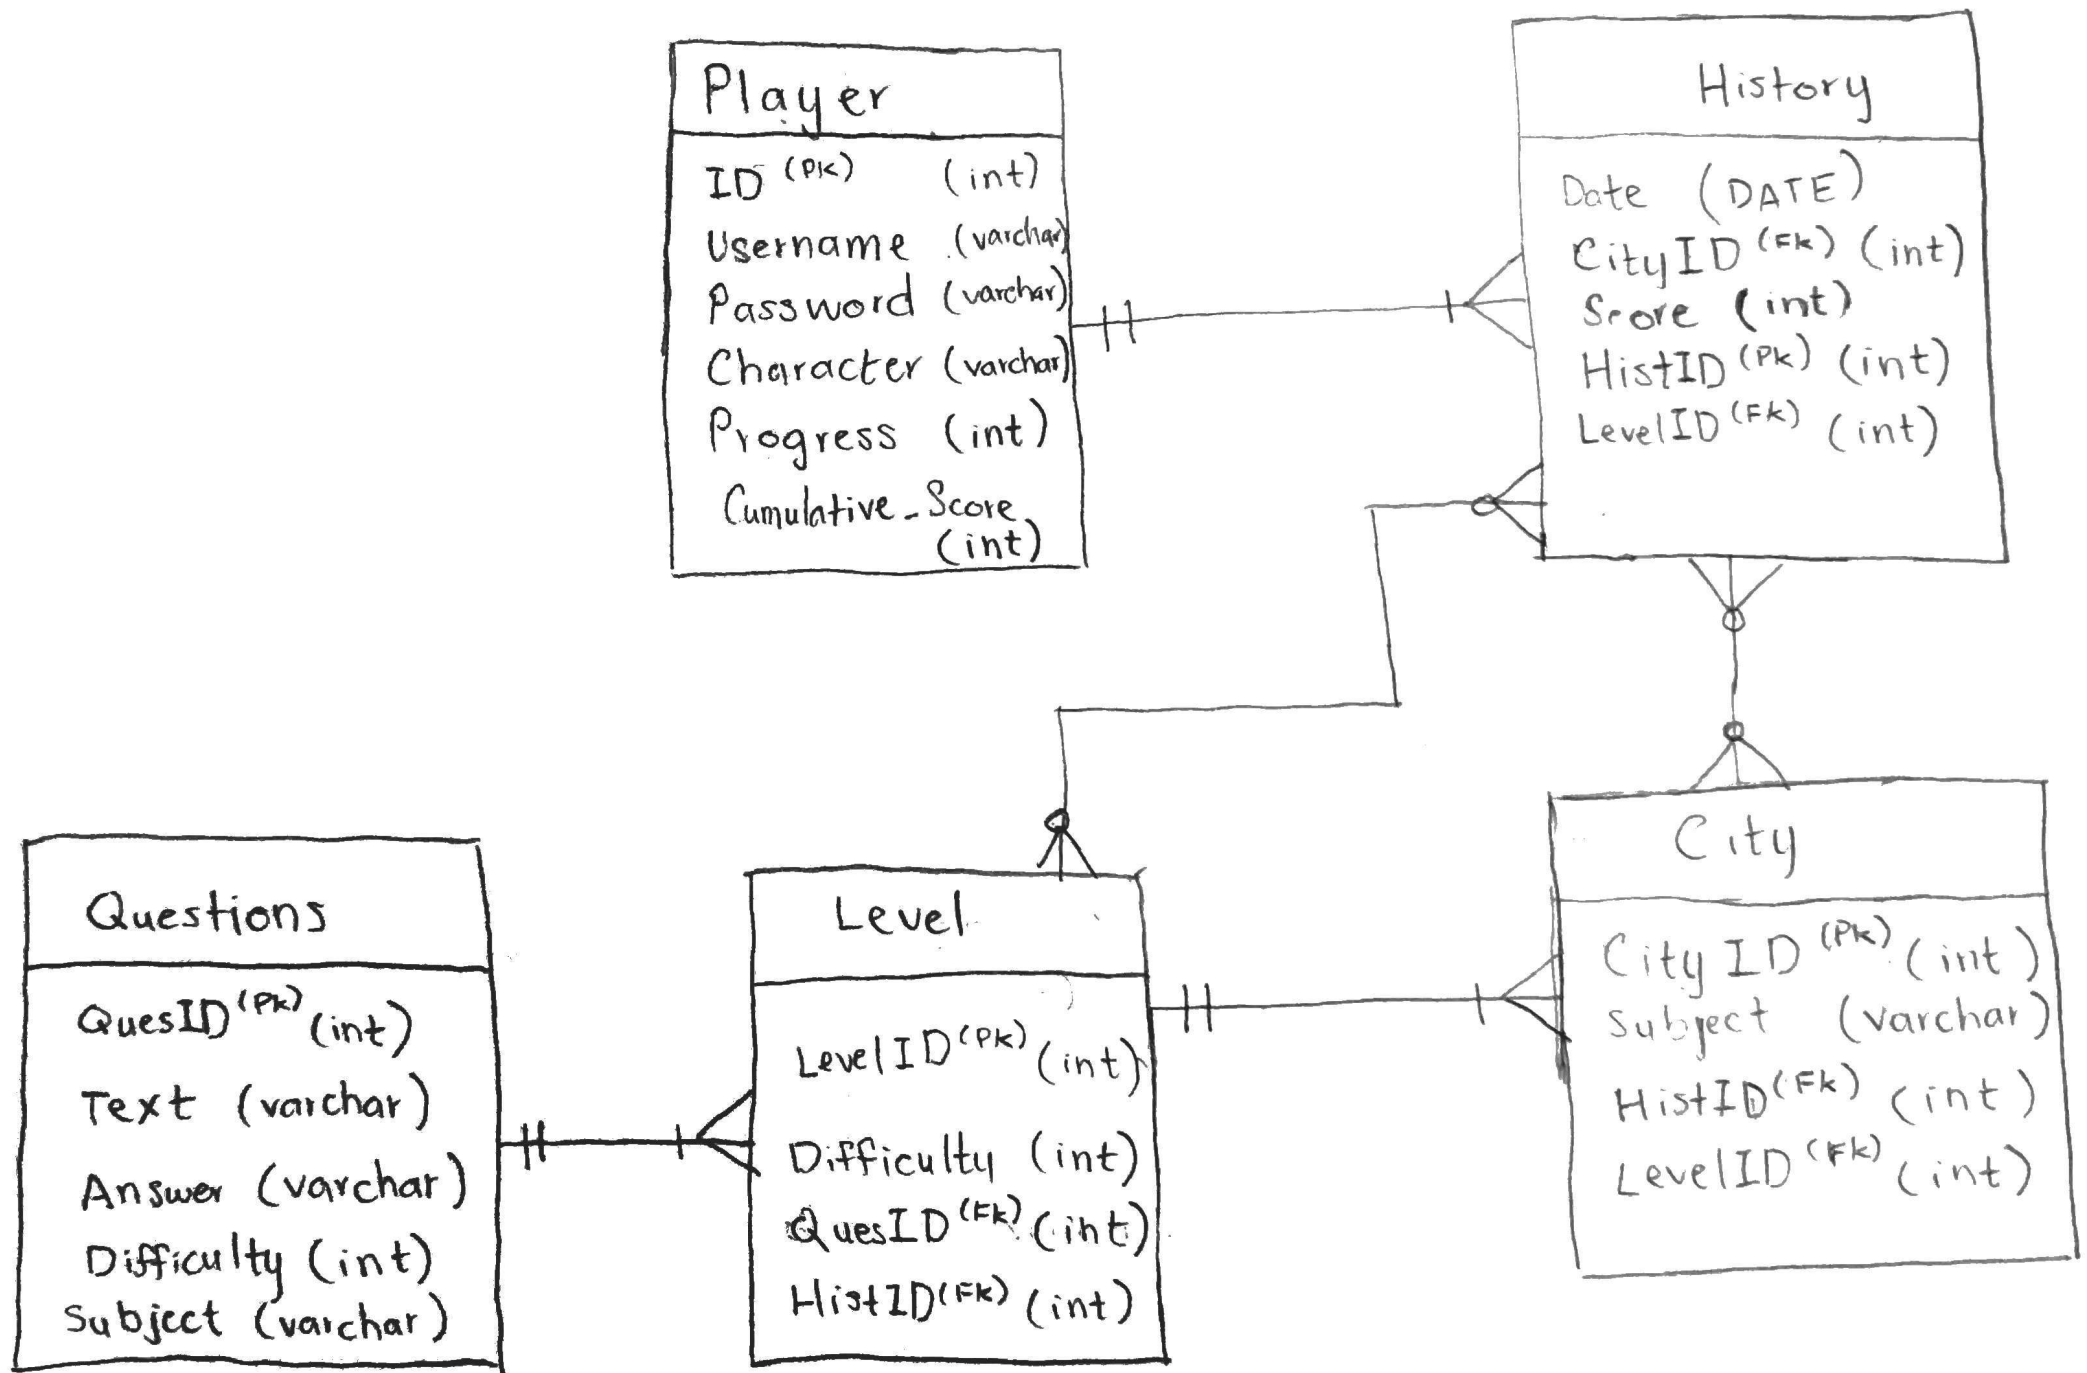 Player
ID (PK) (int)
Username (varchar)
Password (varchar)
Character (varchar)
Progress (int)
Cumulative_Score
(int)
History
Date (DATE)
CityID (FK) (int)
Score (int)
HistID (PK) (int)
LevelID (FK) (int)
Questions
QuesID (PK) (int)
Text (varchar)
Answer (varchar)
Difficulty (int)
Subject (varchar)
Level
LevelID (PK) (int)
Difficulty (int)
QuesID (FK) (int)
HistID (FK) (int)
City
City ID (PK) (int)
Subject (varchar)
HistID (FK) (int)
LevelID (FK) (int)